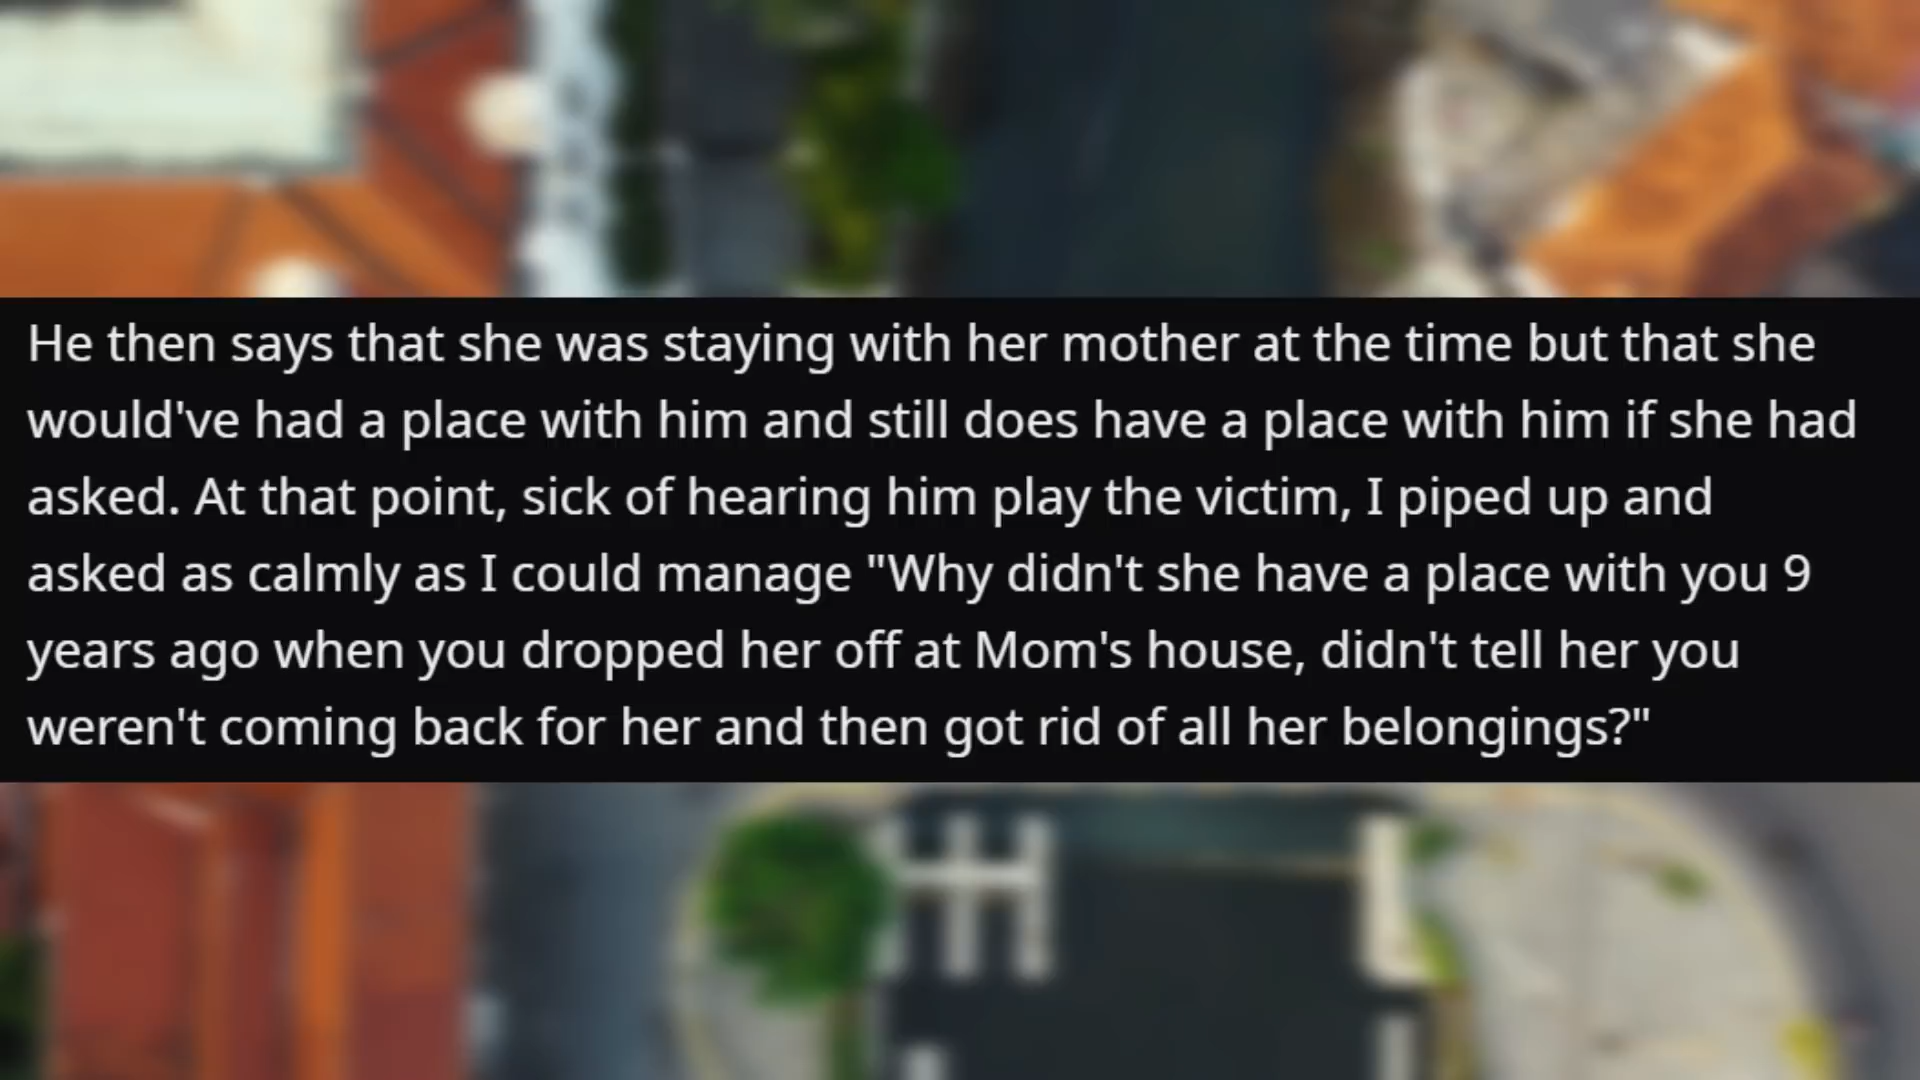 He then says that she was staying with her mother at the time but that she
would've had a place with him and still does have a place with him if she had
asked. At that point, sick of hearing him play the victim, I piped up and
asked as calmly as I could manage "Why didn't she have a place with you 9
years ago when you dropped her off at Mom's house, didn't tell her you
weren't coming back for her and then got rid of all her belongings?"